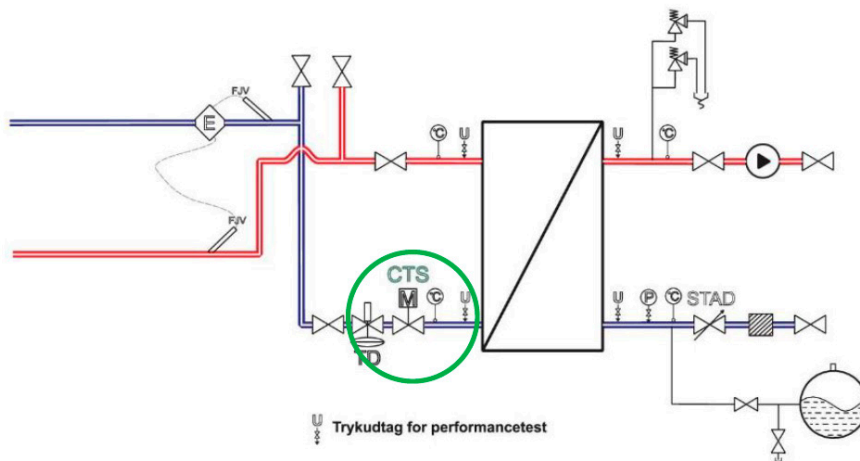 FJV
E
°C
U
U
°C
FJV
CTS
M
°C
U
U
P
°C
STAD
TD
U Trykudtag for performancetest